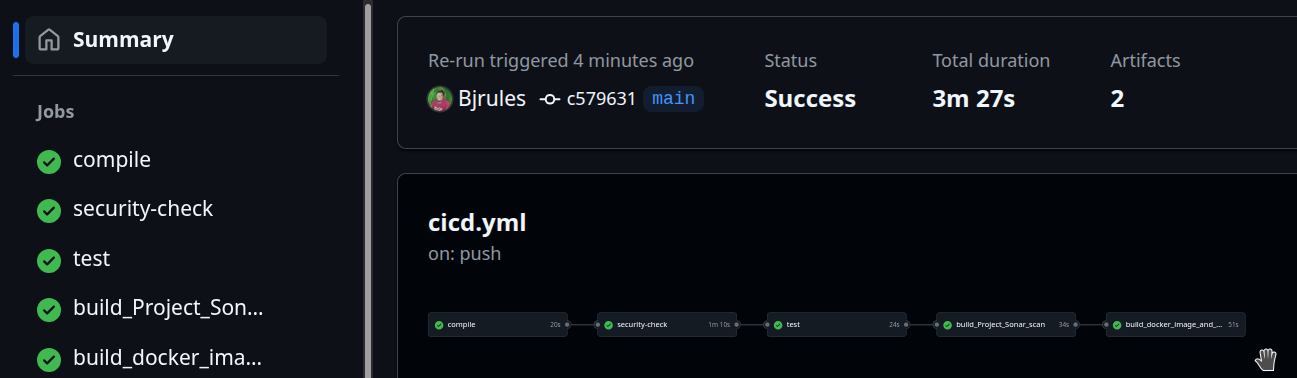 Summary
Jobs
compile
security-check
test
build_Project_Son...
build_docker_ima...
Re-run triggered 4 minutes ago
Bjrules c579631 main
Status
Success
Total duration
3m 27s
Artifacts
2
cicd.yml
on: push
compile 20s
security-check 1m 10s
test 24s
build_Project_Sonar_scan 34s
build_docker_image_and_... 51s